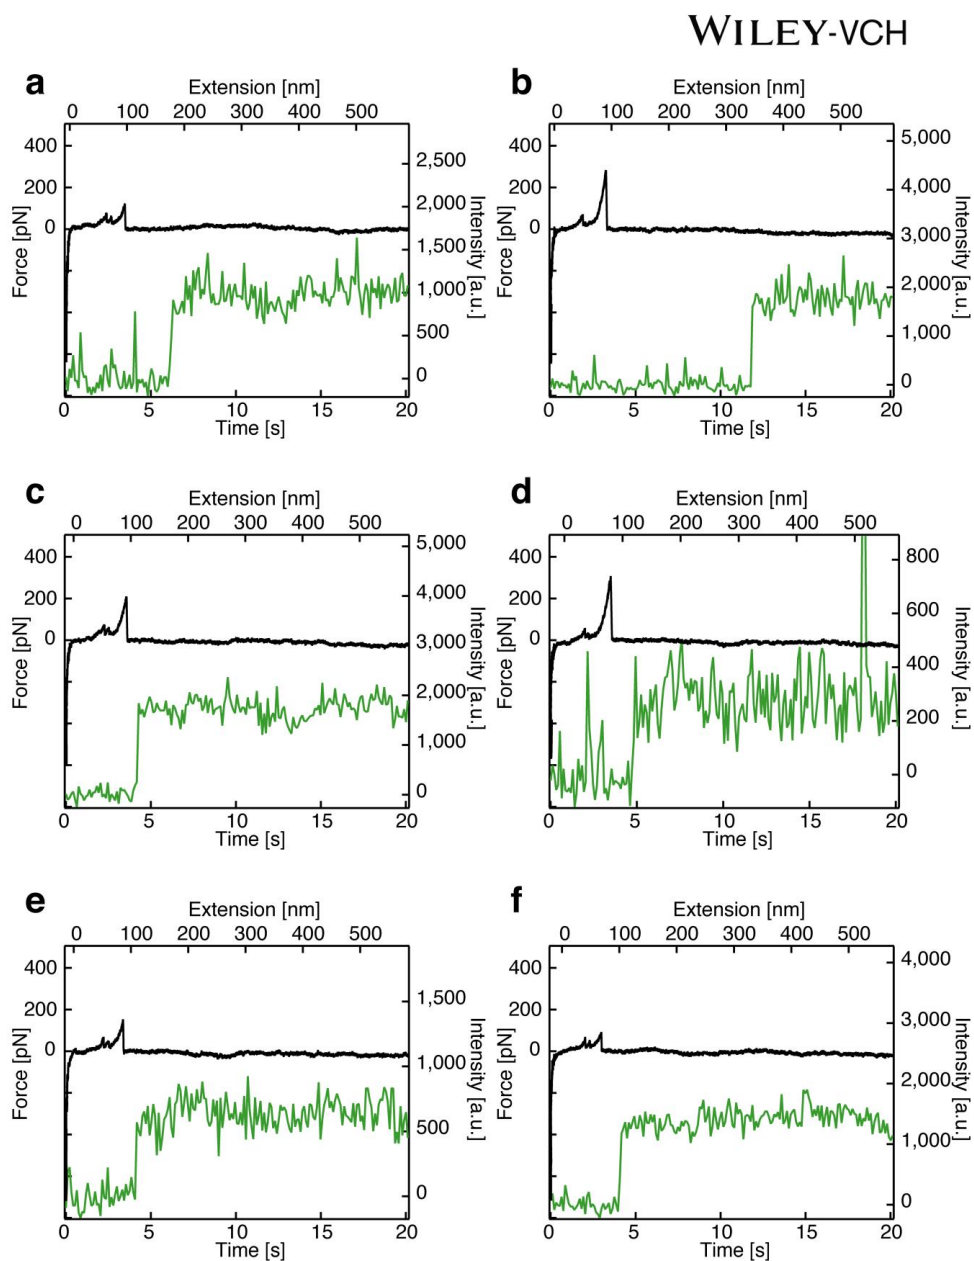 WILEY-VCH
a
Extension [nm]
0 100 200 300 400 500
400
200
0
Force [pN]
2,500
2,000
1,500
1,000
500
0
Intensity [a.u.]
0 5 10 15 20
Time [s]
b
Extension [nm]
0 100 200 300 400 500
400
200
0
Force [pN]
5,000
4,000
3,000
2,000
1,000
0
Intensity [a.u.]
0 5 10 15 20
Time [s]
c
Extension [nm]
0 100 200 300 400 500
400
200
0
Force [pN]
5,000
4,000
3,000
2,000
1,000
0
Intensity [a.u.]
0 5 10 15 20
Time [s]
d
Extension [nm]
0 100 200 300 400 500
400
200
0
Force [pN]
800
600
400
200
0
Intensity [a.u.]
0 5 10 15 20
Time [s]
e
Extension [nm]
0 100 200 300 400 500
400
200
0
Force [pN]
1,500
1,000
500
0
Intensity [a.u.]
0 5 10 15 20
Time [s]
f
Extension [nm]
0 100 200 300 400 500
400
200
0
Force [pN]
4,000
3,000
2,000
1,000
0
Intensity [a.u.]
0 5 10 15 20
Time [s]